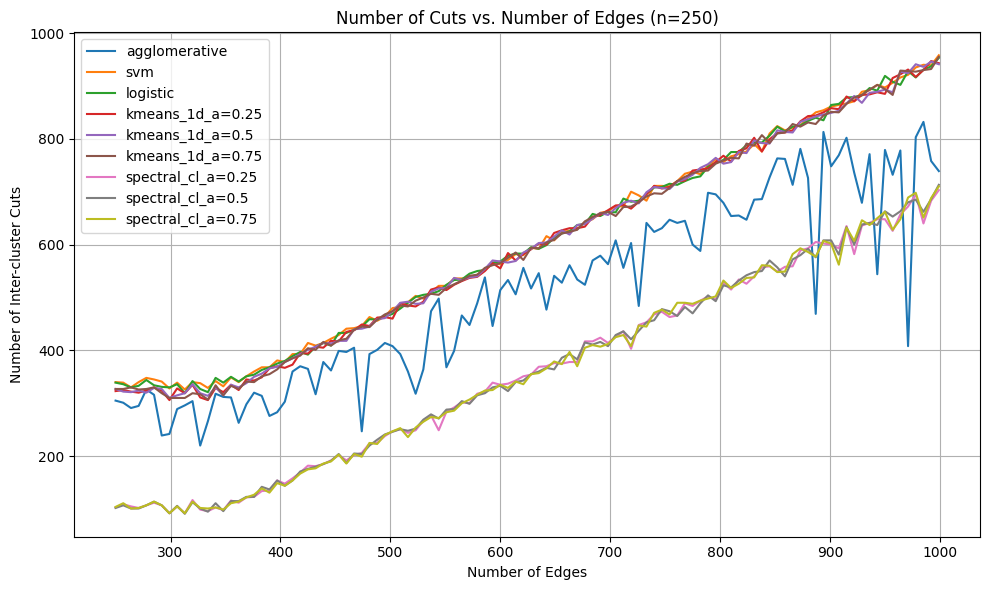 Number of Cuts vs. Number of Edges (n=250)
1000
800
600
400
200
Number of Inter-cluster Cuts
agglomerative
svm
logistic
kmeans_1d_a=0.25
kmeans_1d_a=0.5
kmeans_1d_a=0.75
spectral_cl_a=0.25
spectral_cl_a=0.5
spectral_cl_a=0.75
300 400 500 600 700 800 900 1000
Number of Edges